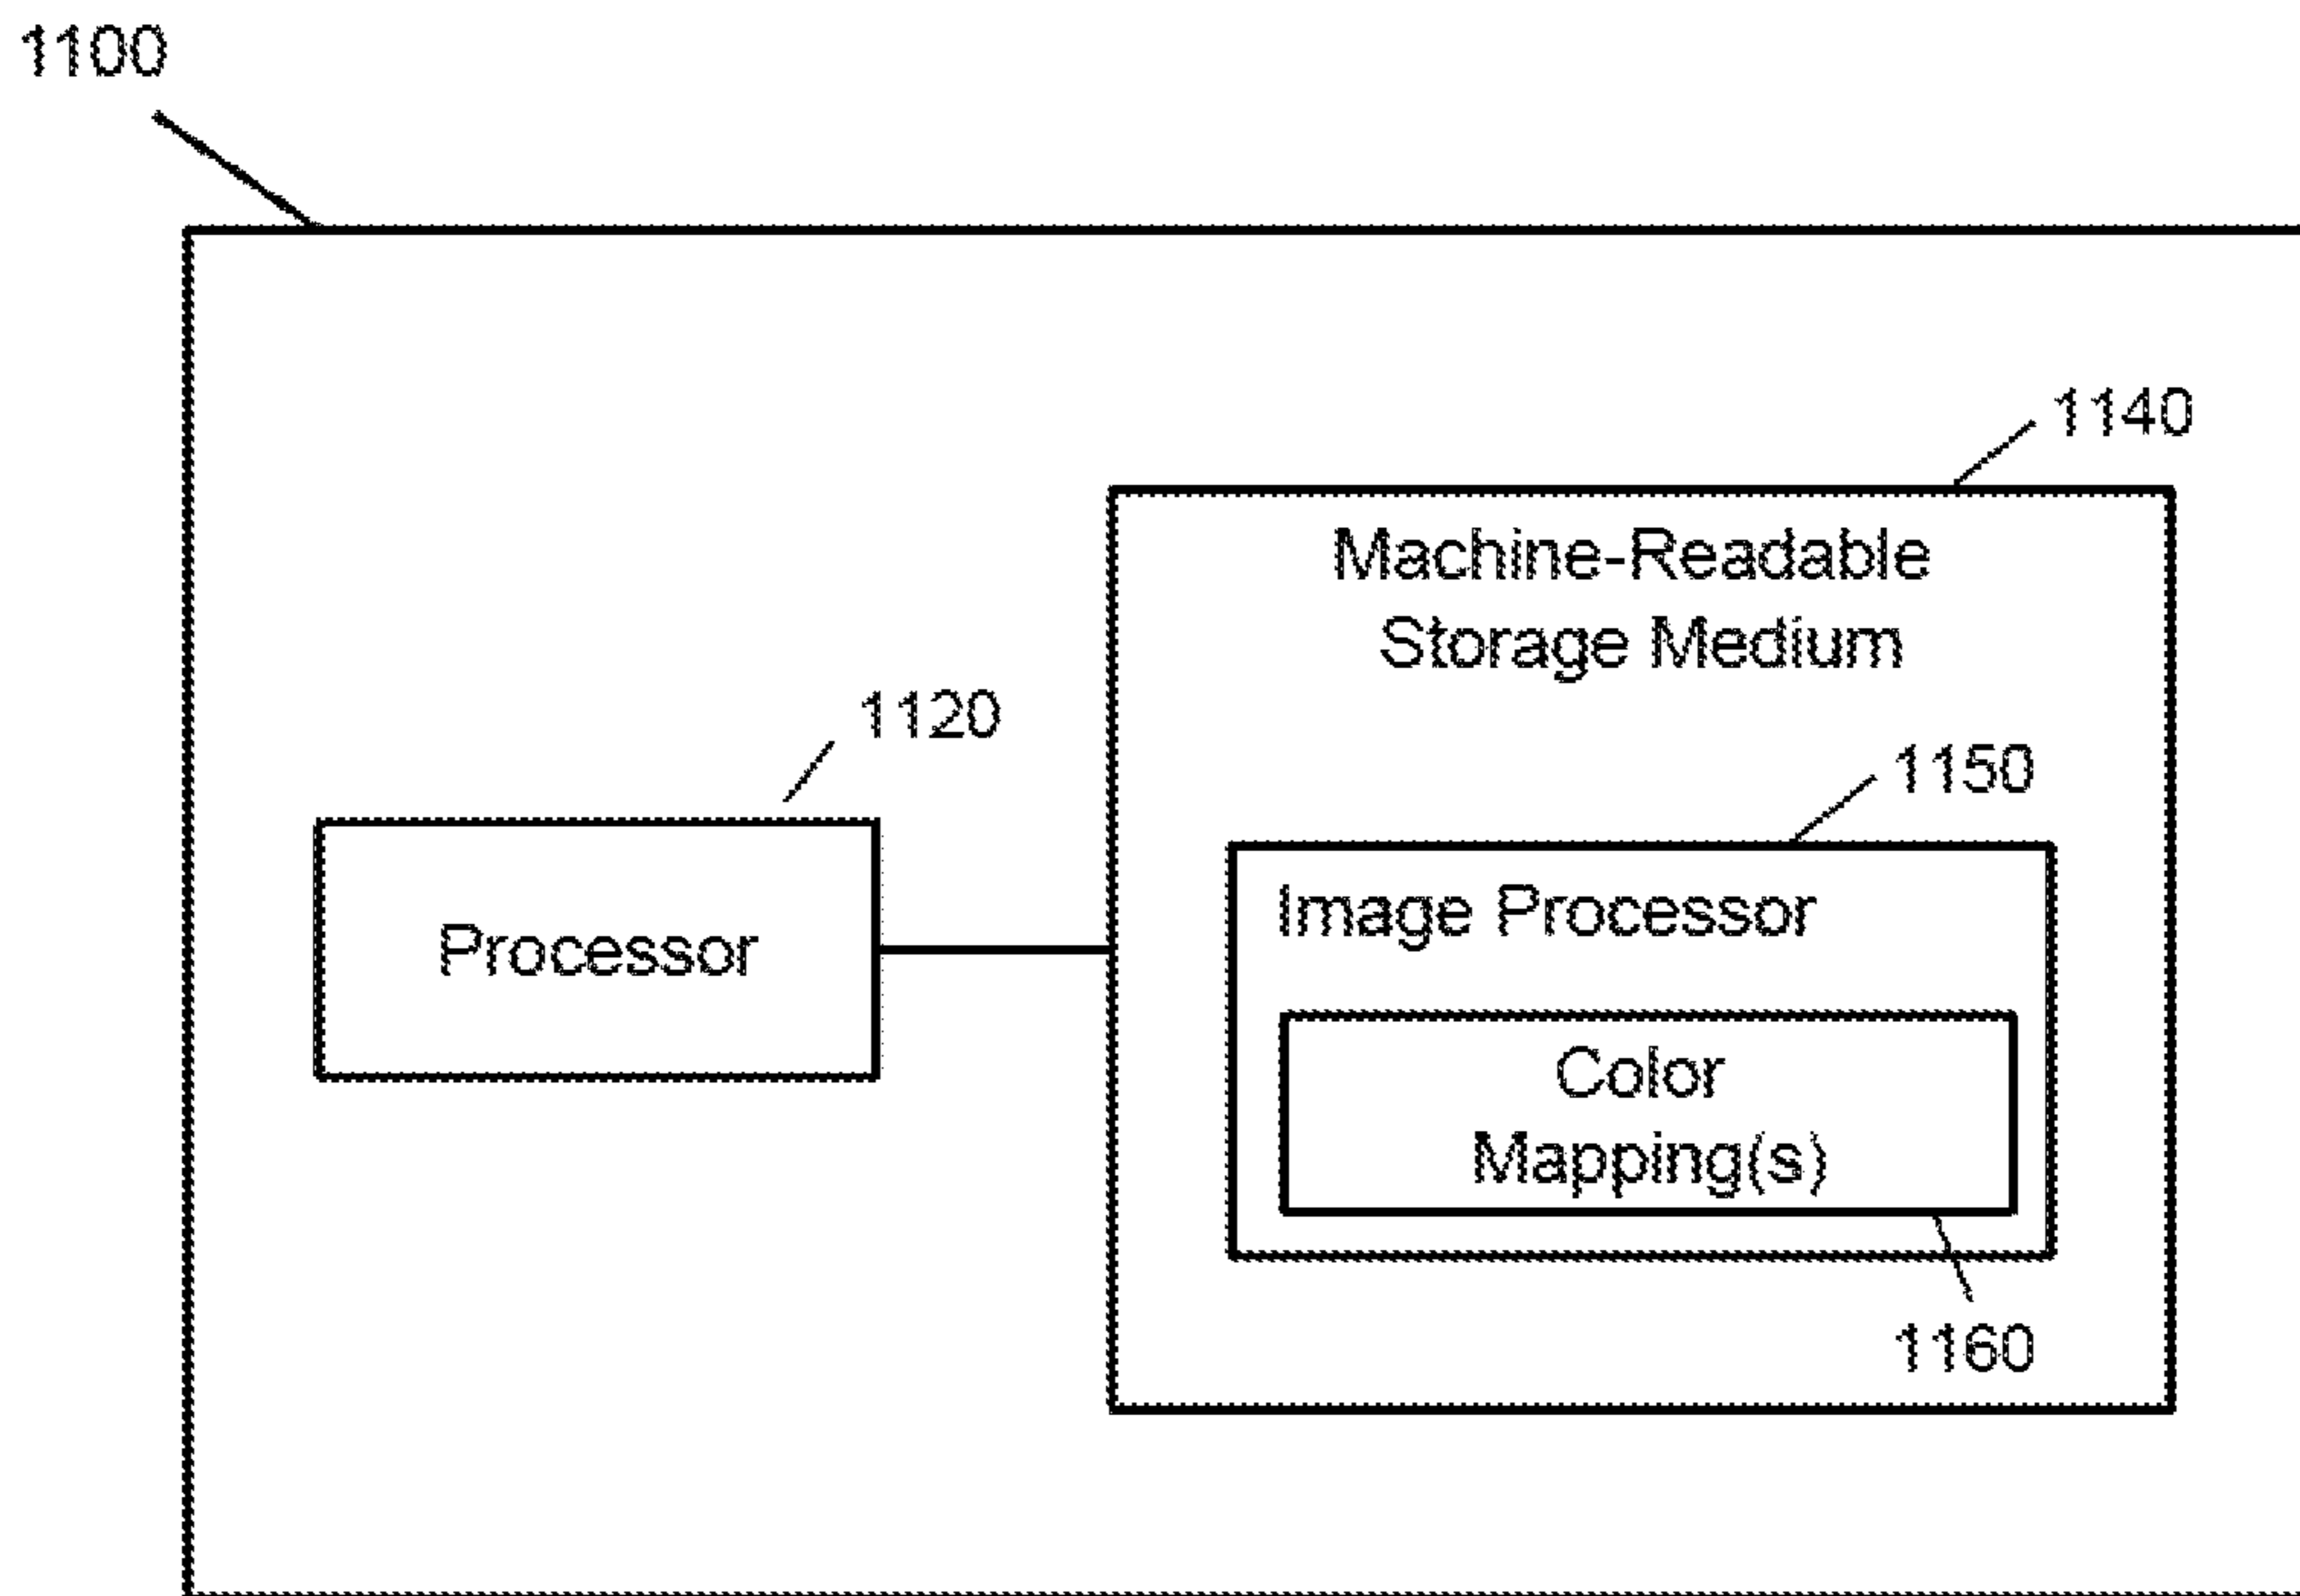 1100
1140
Machine-Readable
Storage Medium
1120
1150
Image Processor
Processor
Color
Mapping(s)
1160